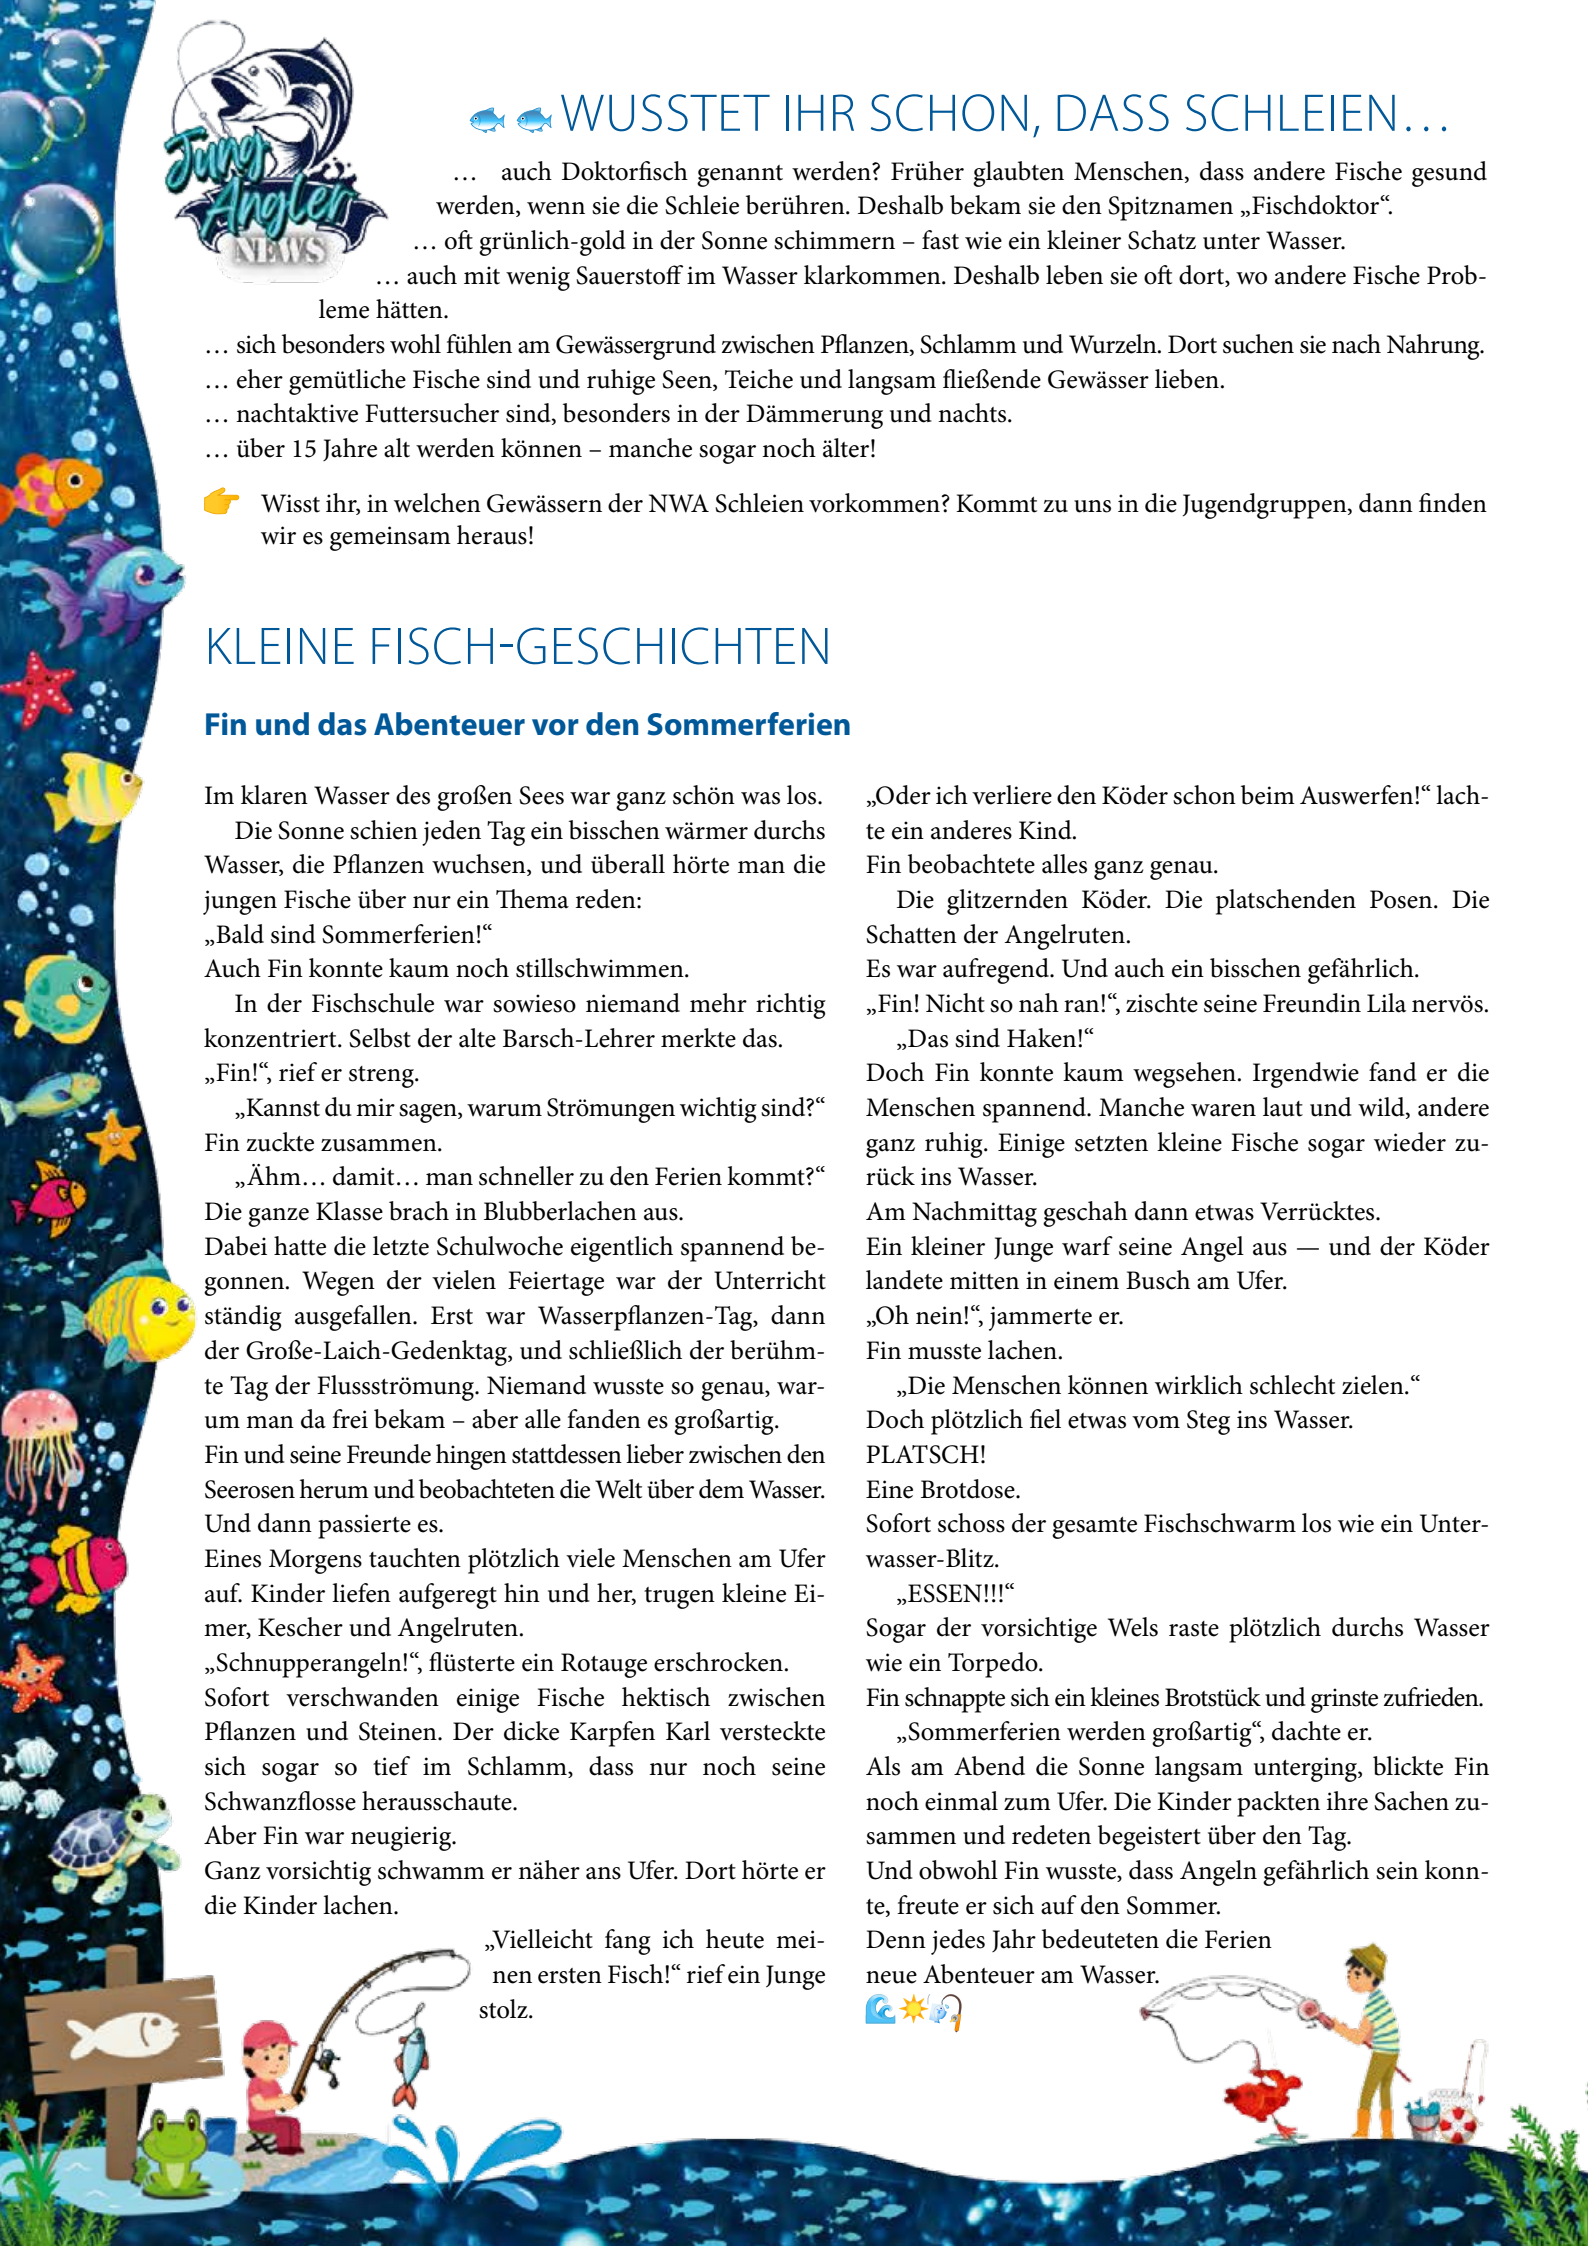 Jung
Angler
NEWS
WUSSTET IHR SCHON, DASS SCHLEIEN…
… auch Doktorfisch genannt werden? Früher glaubten Menschen, dass andere Fische gesund
werden, wenn sie die Schleie berühren. Deshalb bekam sie den Spitznamen „Fischdoktor“.
… oft grünlich-gold in der Sonne schimmern – fast wie ein kleiner Schatz unter Wasser.
… auch mit wenig Sauerstoff im Wasser klarkommen. Deshalb leben sie oft dort, wo andere Fische Prob-
leme hätten.
… sich besonders wohl fühlen am Gewässergrund zwischen Pflanzen, Schlamm und Wurzeln. Dort suchen sie nach Nahrung.
… eher gemütliche Fische sind und ruhige Seen, Teiche und langsam fließende Gewässer lieben.
… nachtaktive Futtersucher sind, besonders in der Dämmerung und nachts.
… über 15 Jahre alt werden können – manche sogar noch älter!
👉 Wisst ihr, in welchen Gewässern der NWA Schleien vorkommen? Kommt zu uns in die Jugendgruppen, dann finden
wir es gemeinsam heraus!
KLEINE FISCH-GESCHICHTEN
Fin und das Abenteuer vor den Sommerferien
Im klaren Wasser des großen Sees war ganz schön was los.
Die Sonne schien jeden Tag ein bisschen wärmer durchs
Wasser, die Pflanzen wuchsen, und überall hörte man die
jungen Fische über nur ein Thema reden:
„Bald sind Sommerferien!“
Auch Fin konnte kaum noch stillschwimmen.
In der Fischschule war sowieso niemand mehr richtig
konzentriert. Selbst der alte Barsch-Lehrer merkte das.
„Fin!“, rief er streng.
„Kannst du mir sagen, warum Strömungen wichtig sind?“
Fin zuckte zusammen.
„Ähm… damit… man schneller zu den Ferien kommt?“
Die ganze Klasse brach in Blubberlachen aus.
Dabei hatte die letzte Schulwoche eigentlich spannend be-
gonnen. Wegen der vielen Feiertage war der Unterricht
ständig ausgefallen. Erst war Wasserpflanzen-Tag, dann
der Große-Laich-Gedenktag, und schließlich der berühm-
te Tag der Flussströmung. Niemand wusste so genau, war-
um man da frei bekam – aber alle fanden es großartig.
Fin und seine Freunde hingen stattdessen lieber zwischen den
Seerosen herum und beobachteten die Welt über dem Wasser.
Und dann passierte es.
Eines Morgens tauchten plötzlich viele Menschen am Ufer
auf. Kinder liefen aufgeregt hin und her, trugen kleine Ei-
mer, Kescher und Angelruten.
„Schnupperangeln!“, flüsterte ein Rotauge erschrocken.
Sofort verschwanden einige Fische hektisch zwischen
Pflanzen und Steinen. Der dicke Karpfen Karl versteckte
sich sogar so tief im Schlamm, dass nur noch seine
Schwanzflosse herausschaute.
Aber Fin war neugierig.
Ganz vorsichtig schwamm er näher ans Ufer. Dort hörte er
die Kinder lachen.
„Vielleicht fang ich heute mei-
nen ersten Fisch!“ rief ein Junge
stolz.
„Oder ich verliere den Köder schon beim Auswerfen!“ lach-
te ein anderes Kind.
Fin beobachtete alles ganz genau.
Die glitzernden Köder. Die platschenden Posen. Die
Schatten der Angelruten.
Es war aufregend. Und auch ein bisschen gefährlich.
„Fin! Nicht so nah ran!“, zischte seine Freundin Lila nervös.
„Das sind Haken!“
Doch Fin konnte kaum wegsehen. Irgendwie fand er die
Menschen spannend. Manche waren laut und wild, andere
ganz ruhig. Einige setzten kleine Fische sogar wieder zu-
rück ins Wasser.
Am Nachmittag geschah dann etwas Verrücktes.
Ein kleiner Junge warf seine Angel aus — und der Köder
landete mitten in einem Busch am Ufer.
„Oh nein!“, jammerte er.
Fin musste lachen.
„Die Menschen können wirklich schlecht zielen.“
Doch plötzlich fiel etwas vom Steg ins Wasser.
PLATSCH!
Eine Brotdose.
Sofort schoss der gesamte Fischschwarm los wie ein Unter-
wasser-Blitz.
„ESSEN!!!“
Sogar der vorsichtige Wels raste plötzlich durchs Wasser
wie ein Torpedo.
Fin schnappte sich ein kleines Brotstück und grinste zufrieden.
„Sommerferien werden großartig“, dachte er.
Als am Abend die Sonne langsam unterging, blickte Fin
noch einmal zum Ufer. Die Kinder packten ihre Sachen zu-
sammen und redeten begeistert über den Tag.
Und obwohl Fin wusste, dass Angeln gefährlich sein konn-
te, freute er sich auf den Sommer.
Denn jedes Jahr bedeuteten die Ferien
neue Abenteuer am Wasser.
🌊☀️🎣